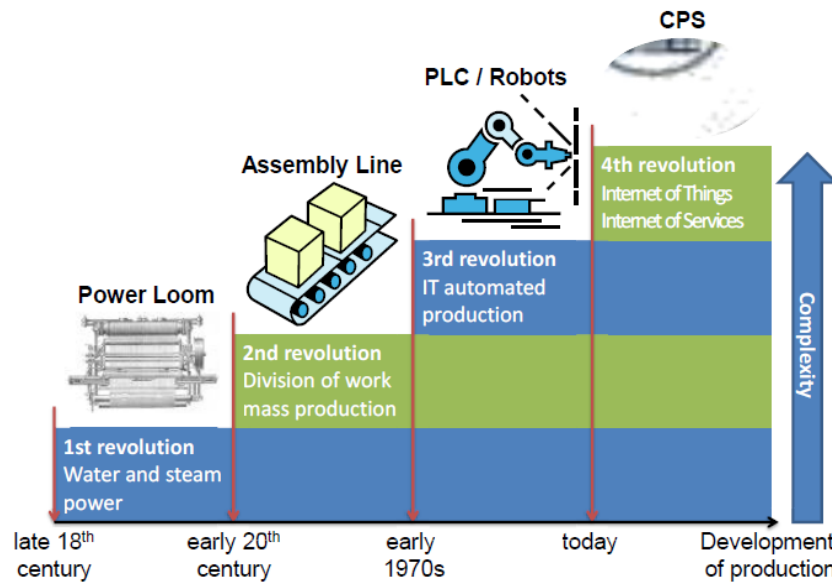 CPS
PLC / Robots
Assembly Line
4th revolution
Internet of Things
Internet of Services
3rd revolution
IT automated
production
Power Loom
2nd revolution
Division of work
mass production
1st revolution
Water and steam
power
Complexity
late 18th
century
early 20th
century
early
1970s
today
Development
of production